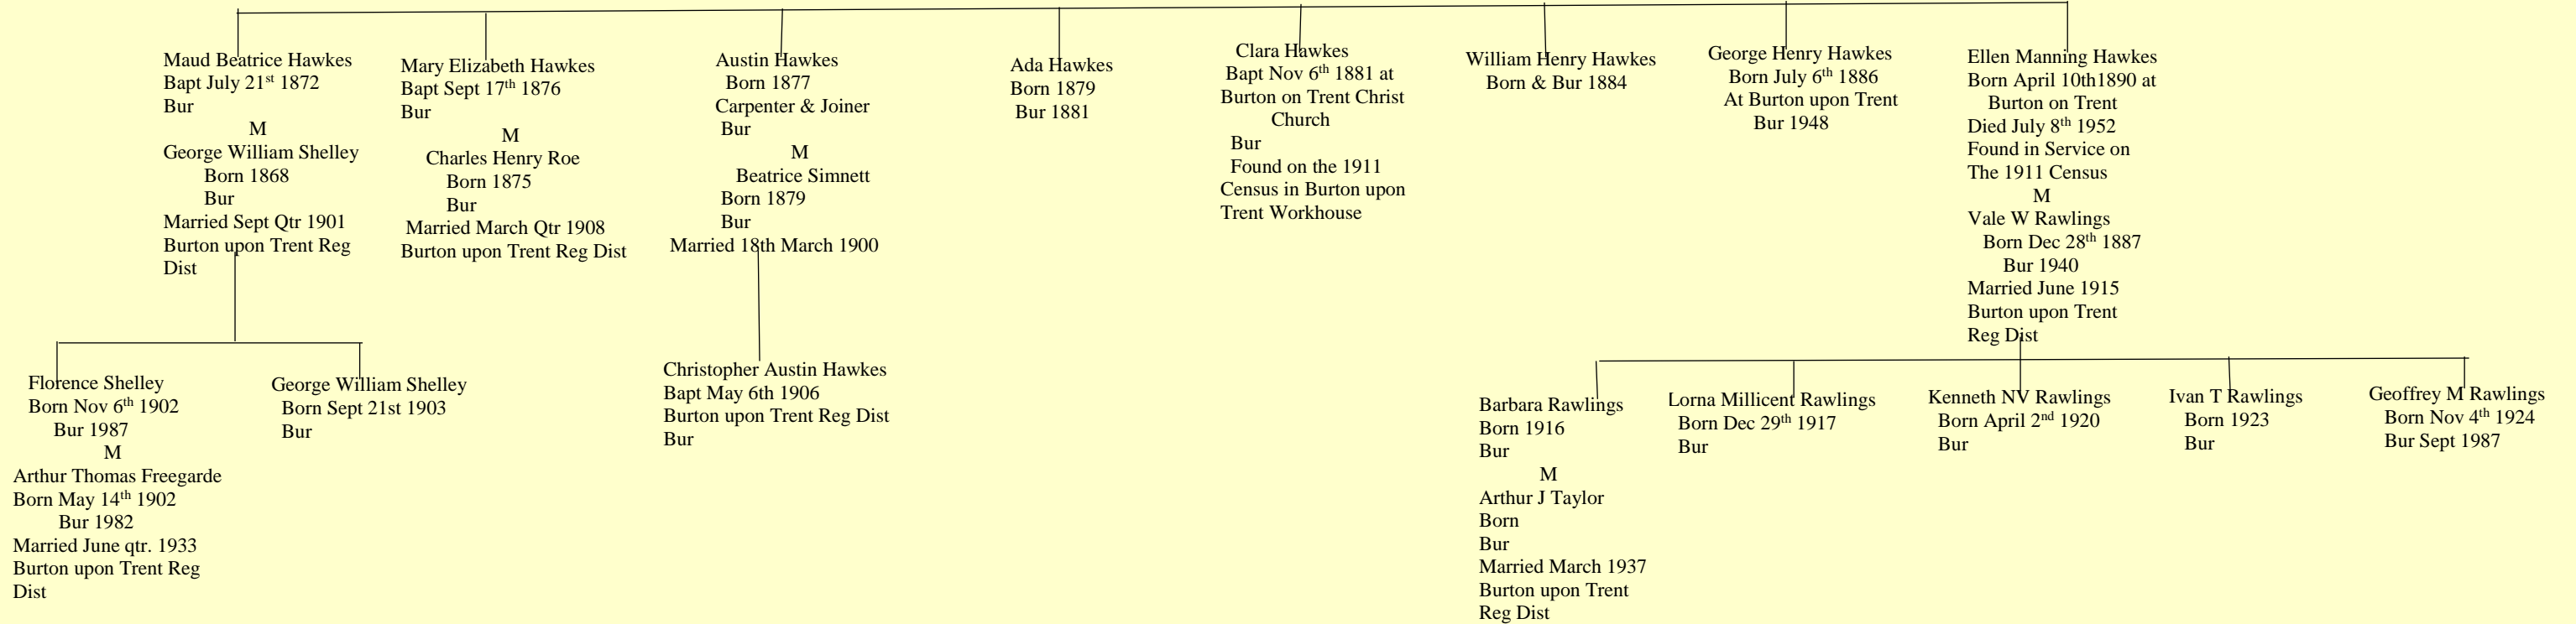 Maud Beatrice Hawkes
Bapt July 21st 1872
Bur
M
George William Shelley
Born 1868
Bur
Married Sept Qtr 1901
Burton upon Trent Reg
Dist
Mary Elizabeth Hawkes
Bapt Sept 17th 1876
Bur
M
Charles Henry Roe
Born 1875
Bur
Married March Qtr 1908
Burton upon Trent Reg Dist
Austin Hawkes
Born 1877
Carpenter & Joiner
Bur
M
Beatrice Simnett
Born 1879
Bur
Married 18th March 1900
Ada Hawkes
Born 1879
Bur 1881
Clara Hawkes
Bapt Nov 6th 1881 at
Burton on Trent Christ
Church
Bur
Found on the 1911
Census in Burton upon
Trent Workhouse
William Henry Hawkes
Born & Bur 1884
George Henry Hawkes
Born July 6th 1886
At Burton upon Trent
Bur 1948
Ellen Manning Hawkes
Born April 10th1890 at
Burton on Trent
Died July 8th 1952
Found in Service on
The 1911 Census
M
Vale W Rawlings
Born Dec 28th 1887
Bur 1940
Married June 1915
Burton upon Trent
Reg Dist
Florence Shelley
Born Nov 6th 1902
Bur 1987
M
Arthur Thomas Freegarde
Born May 14th 1902
Bur 1982
Married June qtr. 1933
Burton upon Trent Reg
Dist
George William Shelley
Born Sept 21st 1903
Bur
Christopher Austin Hawkes
Bapt May 6th 1906
Burton upon Trent Reg Dist
Bur
Barbara Rawlings
Born 1916
Bur
M
Arthur J Taylor
Born
Bur
Married March 1937
Burton upon Trent
Reg Dist
Lorna Millicent Rawlings
Born Dec 29th 1917
Bur
Kenneth NV Rawlings
Born April 2nd 1920
Bur
Ivan T Rawlings
Born 1923
Bur
Geoffrey M Rawlings
Born Nov 4th 1924
Bur Sept 1987